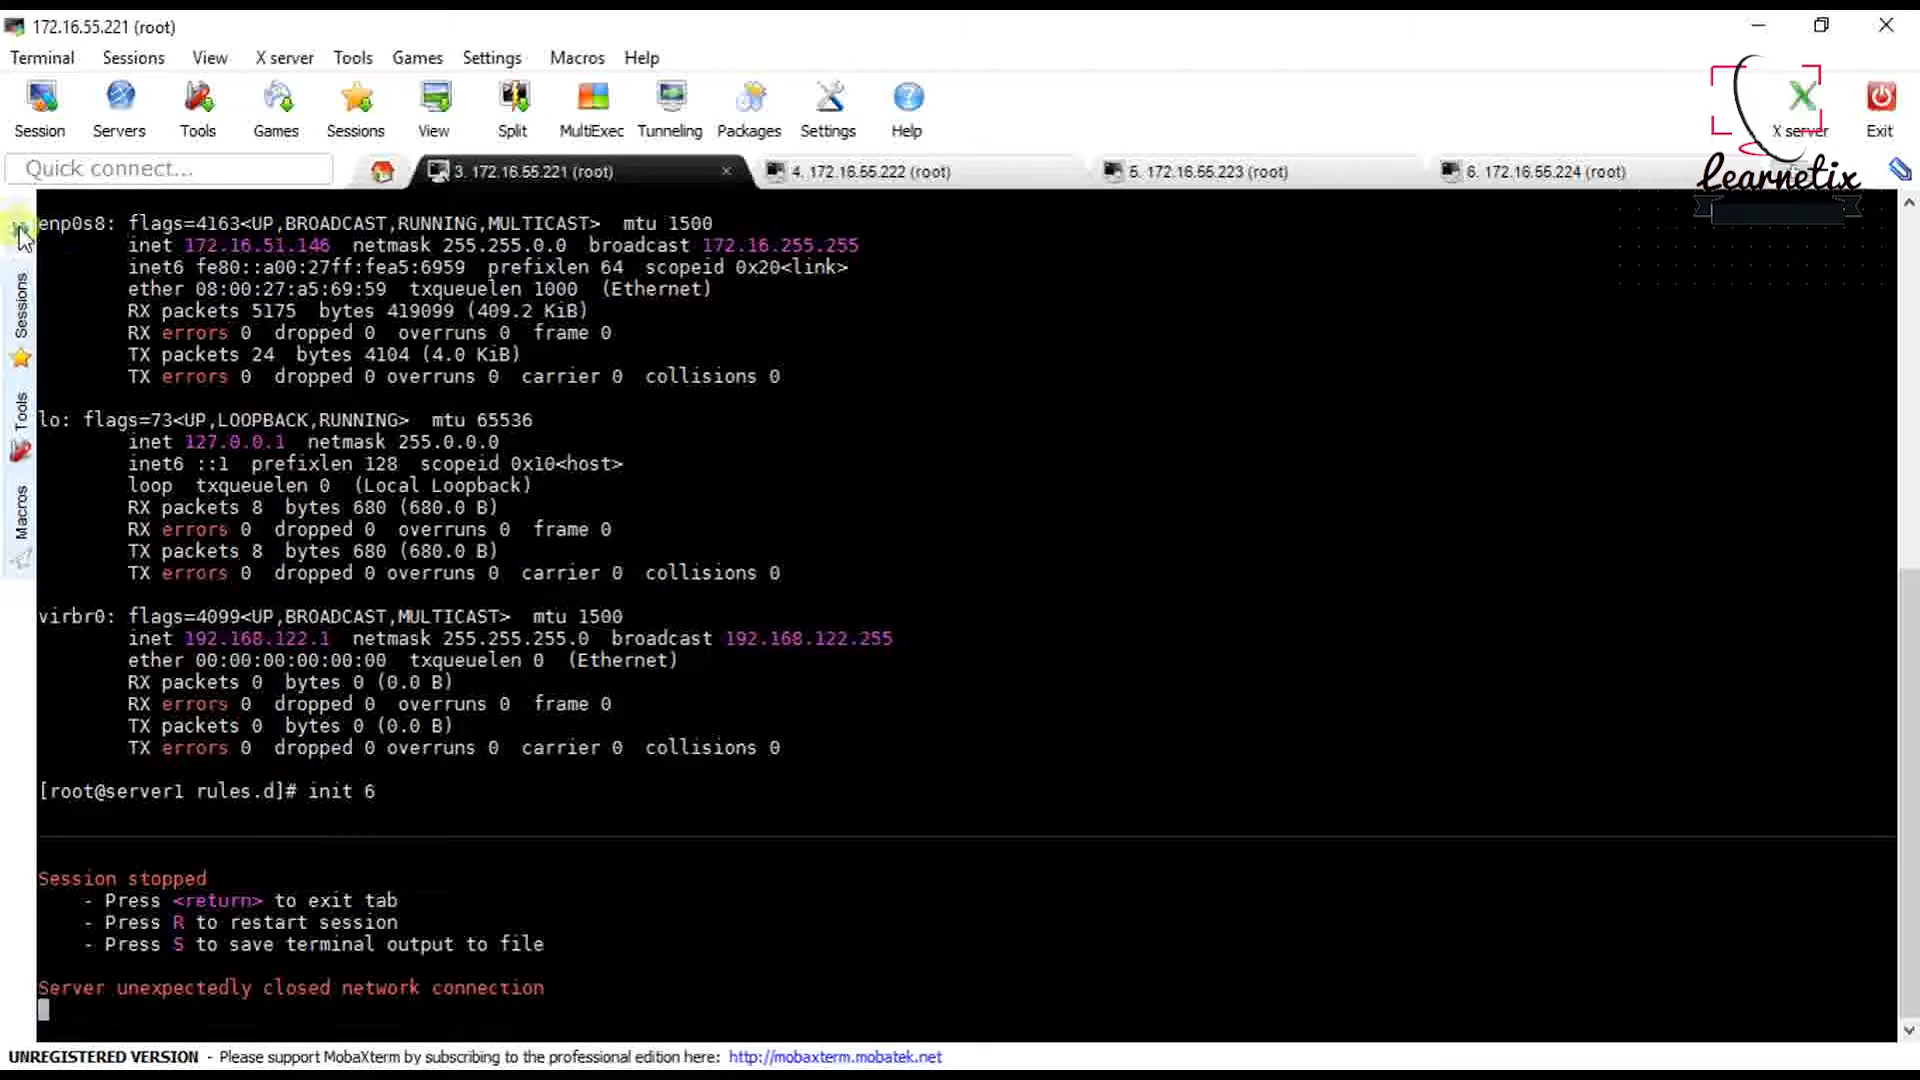 172.16.55.221 (root)
Terminal Sessions View X server Tools Games Settings Macros Help
Session Servers Tools Games Sessions View Split MultiExec Tunneling Packages Settings Help X server Exit
Learnetix
Quick connect... 3. 172.16.55.221 (root) 4. 172.16.55.222 (root) 5. 172.16.55.223 (root) 6. 172.16.55.224 (root)
Sessions
Tools
Macros
enp0s8: flags=4163<UP,BROADCAST,RUNNING,MULTICAST> mtu 1500
inet 172.16.51.146 netmask 255.255.0.0 broadcast 172.16.255.255
inet6 fe80::a00:27ff:fea5:6959 prefixlen 64 scopeid 0x20<link>
ether 08:00:27:a5:69:59 txqueuelen 1000 (Ethernet)
RX packets 5175 bytes 419099 (409.2 KiB)
RX errors 0 dropped 0 overruns 0 frame 0
TX packets 24 bytes 4104 (4.0 KiB)
TX errors 0 dropped 0 overruns 0 carrier 0 collisions 0
lo: flags=73<UP,LOOPBACK,RUNNING> mtu 65536
inet 127.0.0.1 netmask 255.0.0.0
inet6 ::1 prefixlen 128 scopeid 0x10<host>
loop txqueuelen 0 (Local Loopback)
RX packets 8 bytes 680 (680.0 B)
RX errors 0 dropped 0 overruns 0 frame 0
TX packets 8 bytes 680 (680.0 B)
TX errors 0 dropped 0 overruns 0 carrier 0 collisions 0
virbr0: flags=4099<UP,BROADCAST,MULTICAST> mtu 1500
inet 192.168.122.1 netmask 255.255.255.0 broadcast 192.168.122.255
ether 00:00:00:00:00:00 txqueuelen 0 (Ethernet)
RX packets 0 bytes 0 (0.0 B)
RX errors 0 dropped 0 overruns 0 frame 0
TX packets 0 bytes 0 (0.0 B)
TX errors 0 dropped 0 overruns 0 carrier 0 collisions 0
[root@server1 rules.d]# init 6
Session stopped
- Press <return> to exit tab
- Press R to restart session
- Press S to save terminal output to file
Server unexpectedly closed network connection
UNREGISTERED VERSION - Please support MobaXterm by subscribing to the professional edition here: http://mobaxterm.mobatek.net